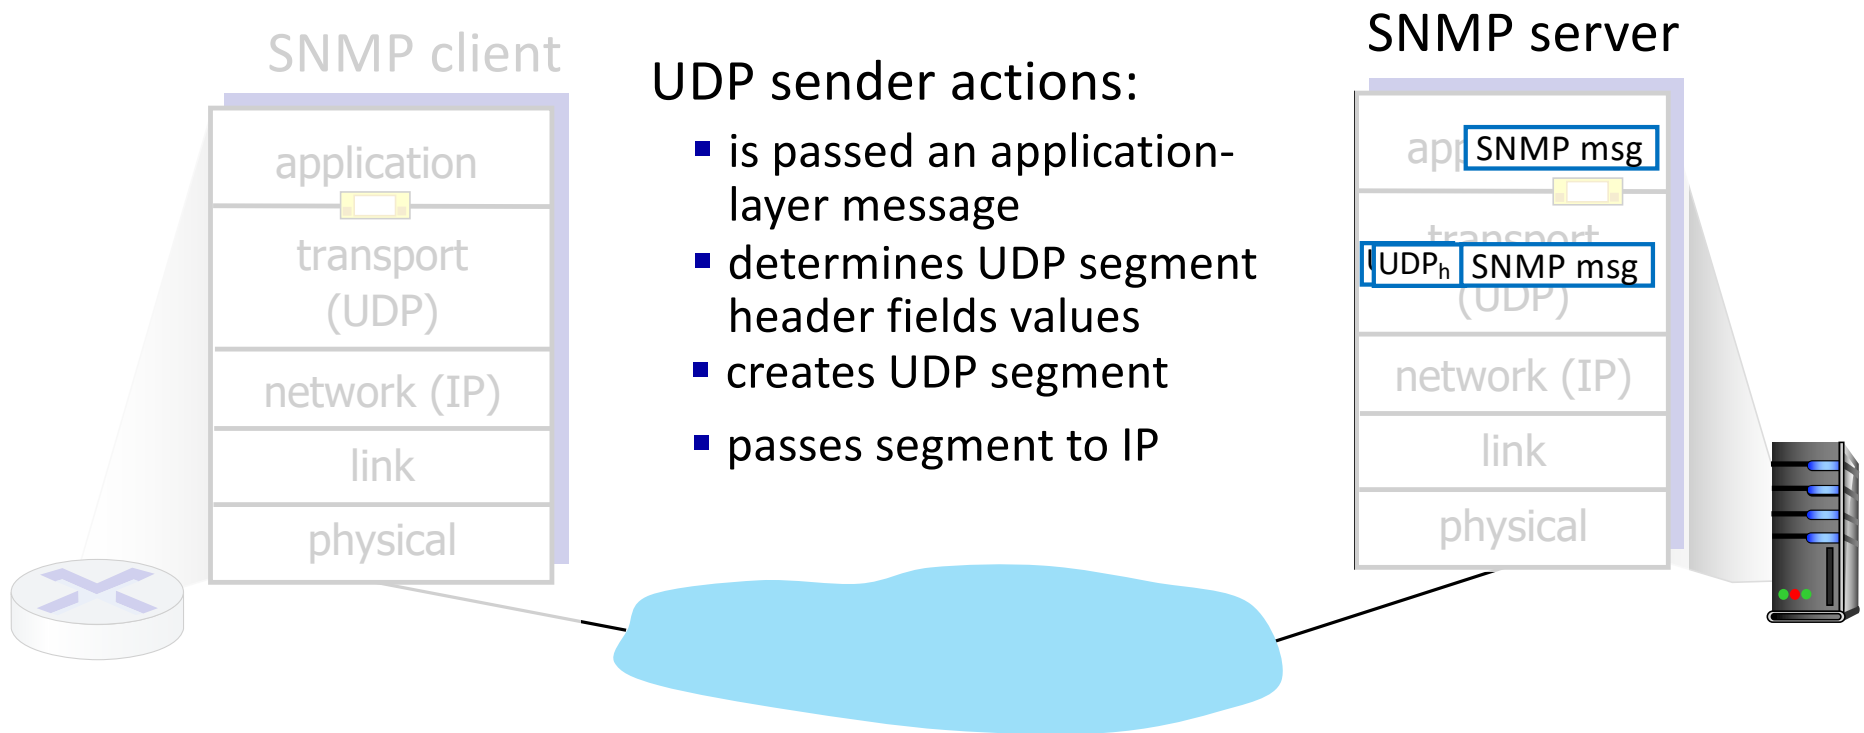 SNMP client
application
transport
(UDP)
network (IP)
link
physical
UDP sender actions:
is passed an application-
layer message
determines UDP segment
header fields values
creates UDP segment
passes segment to IP
SNMP server
SNMP msg
transport
UDPh SNMP msg
(UDP)
network (IP)
link
physical